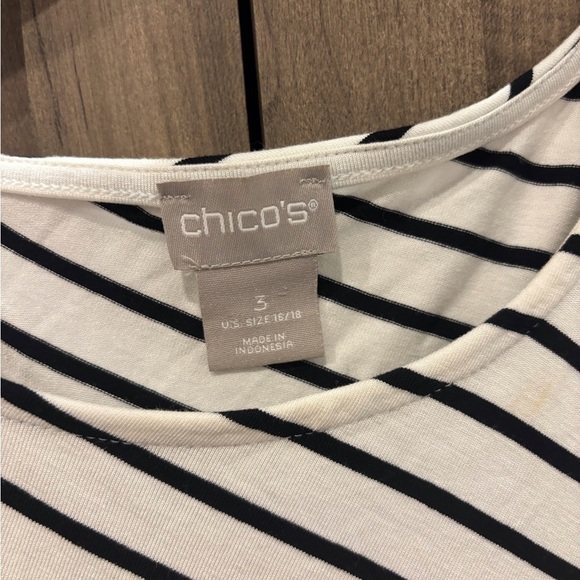 chico's®
3
U.S. SIZE 16/18
MADE IN
INDONESIA